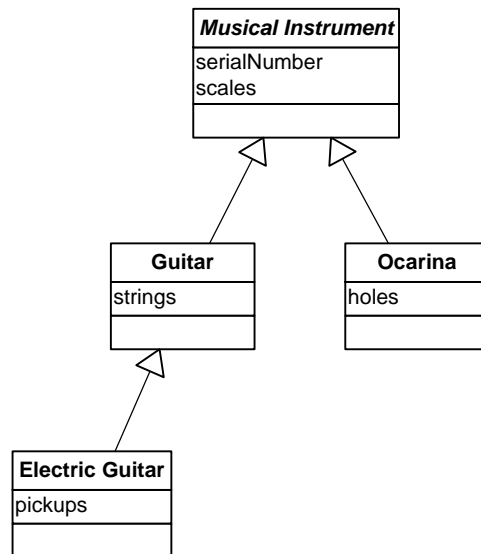 Musical Instrument
serialNumber
scales
Guitar
strings
Ocarina
holes
Electric Guitar
pickups